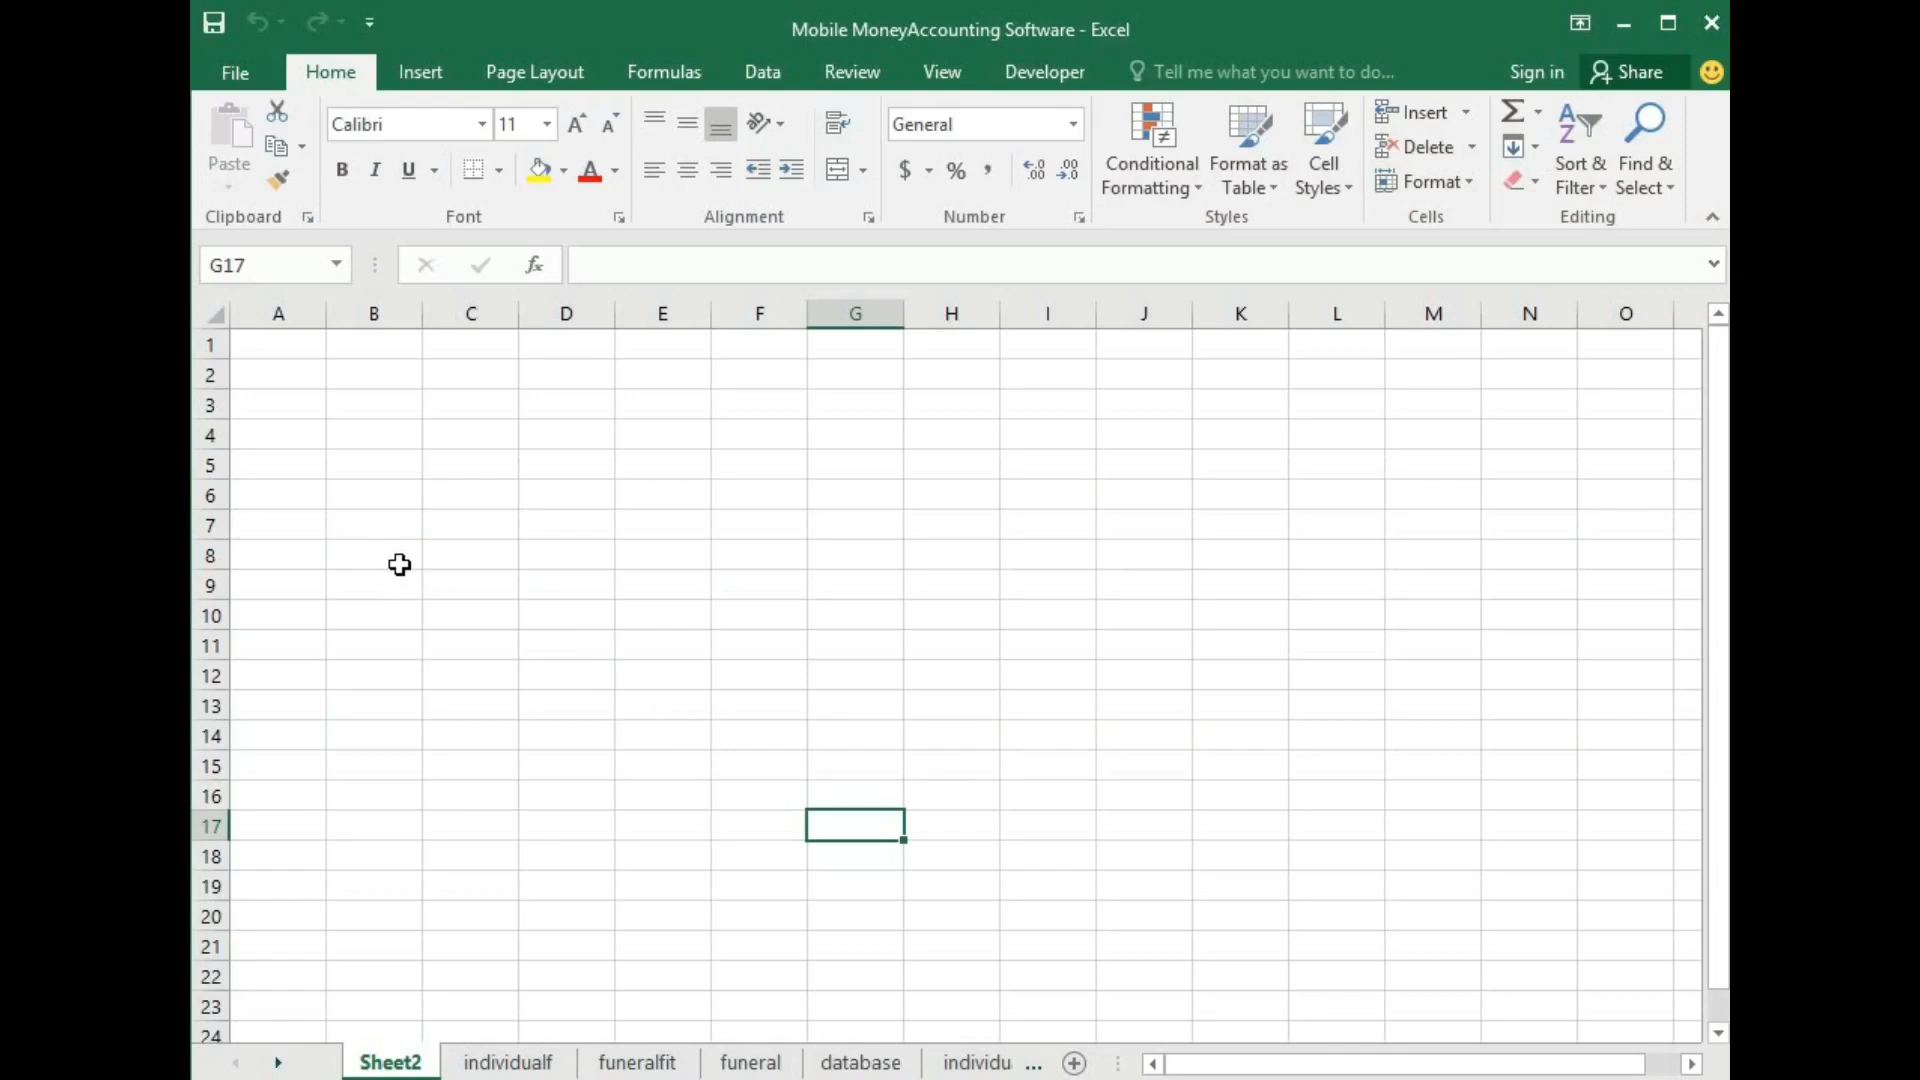 Mobile MoneyAccounting Software - Excel
File Home Insert Page Layout Formulas Data Review View Developer Tell me what you want to do... Sign in Share
Calibri 11 General
Insert
Delete
Format
Paste
B I U A $ % ,
Conditional Formatting
Format as Table
Cell Styles
Sort & Filter
Find & Select
Clipboard Font Alignment Number Styles Cells Editing
G17 fx
A B C D E F G H I J K L M N O
1
2
3
4
5
6
7
8
9
10
11
12
13
14
15
16
17
18
19
20
21
22
23
24
Sheet2 individualf funeralfit funeral database individu ...